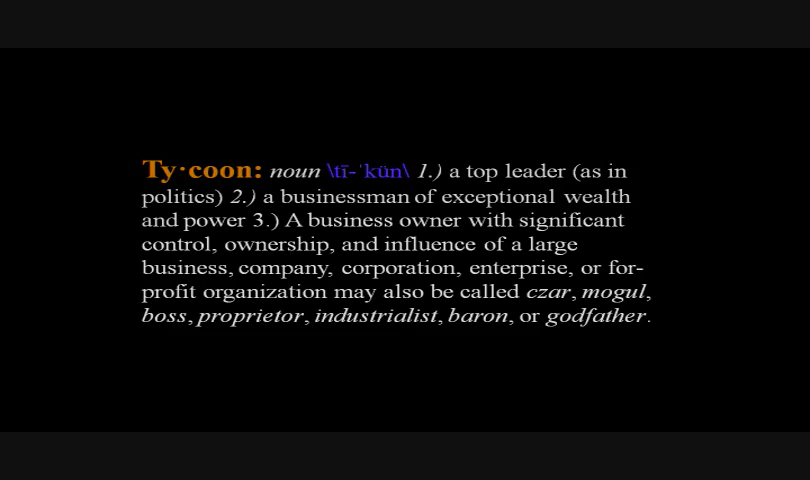 Ty·coon: noun \tī-ˈkün\ 1.) a top leader (as in
politics) 2.) a businessman of exceptional wealth
and power 3.) A business owner with significant
control, ownership, and influence of a large
business, company, corporation, enterprise, or for-
profit organization may also be called czar, mogul,
boss, proprietor, industrialist, baron, or godfather.